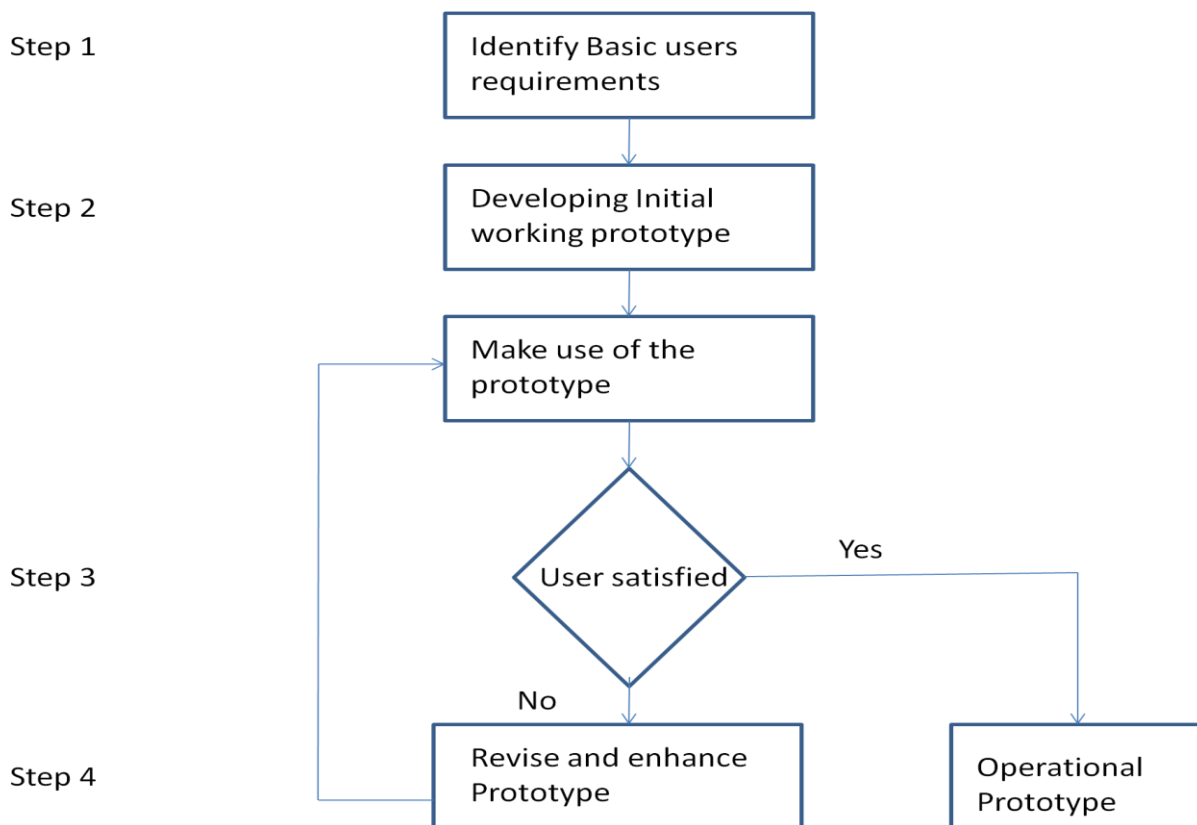 Step 1
Identify Basic users
requirements
Step 2
Developing Initial
working prototype
Make use of the
prototype
Step 3
User satisfied
Yes
No
Step 4
Revise and enhance
Prototype
Operational
Prototype